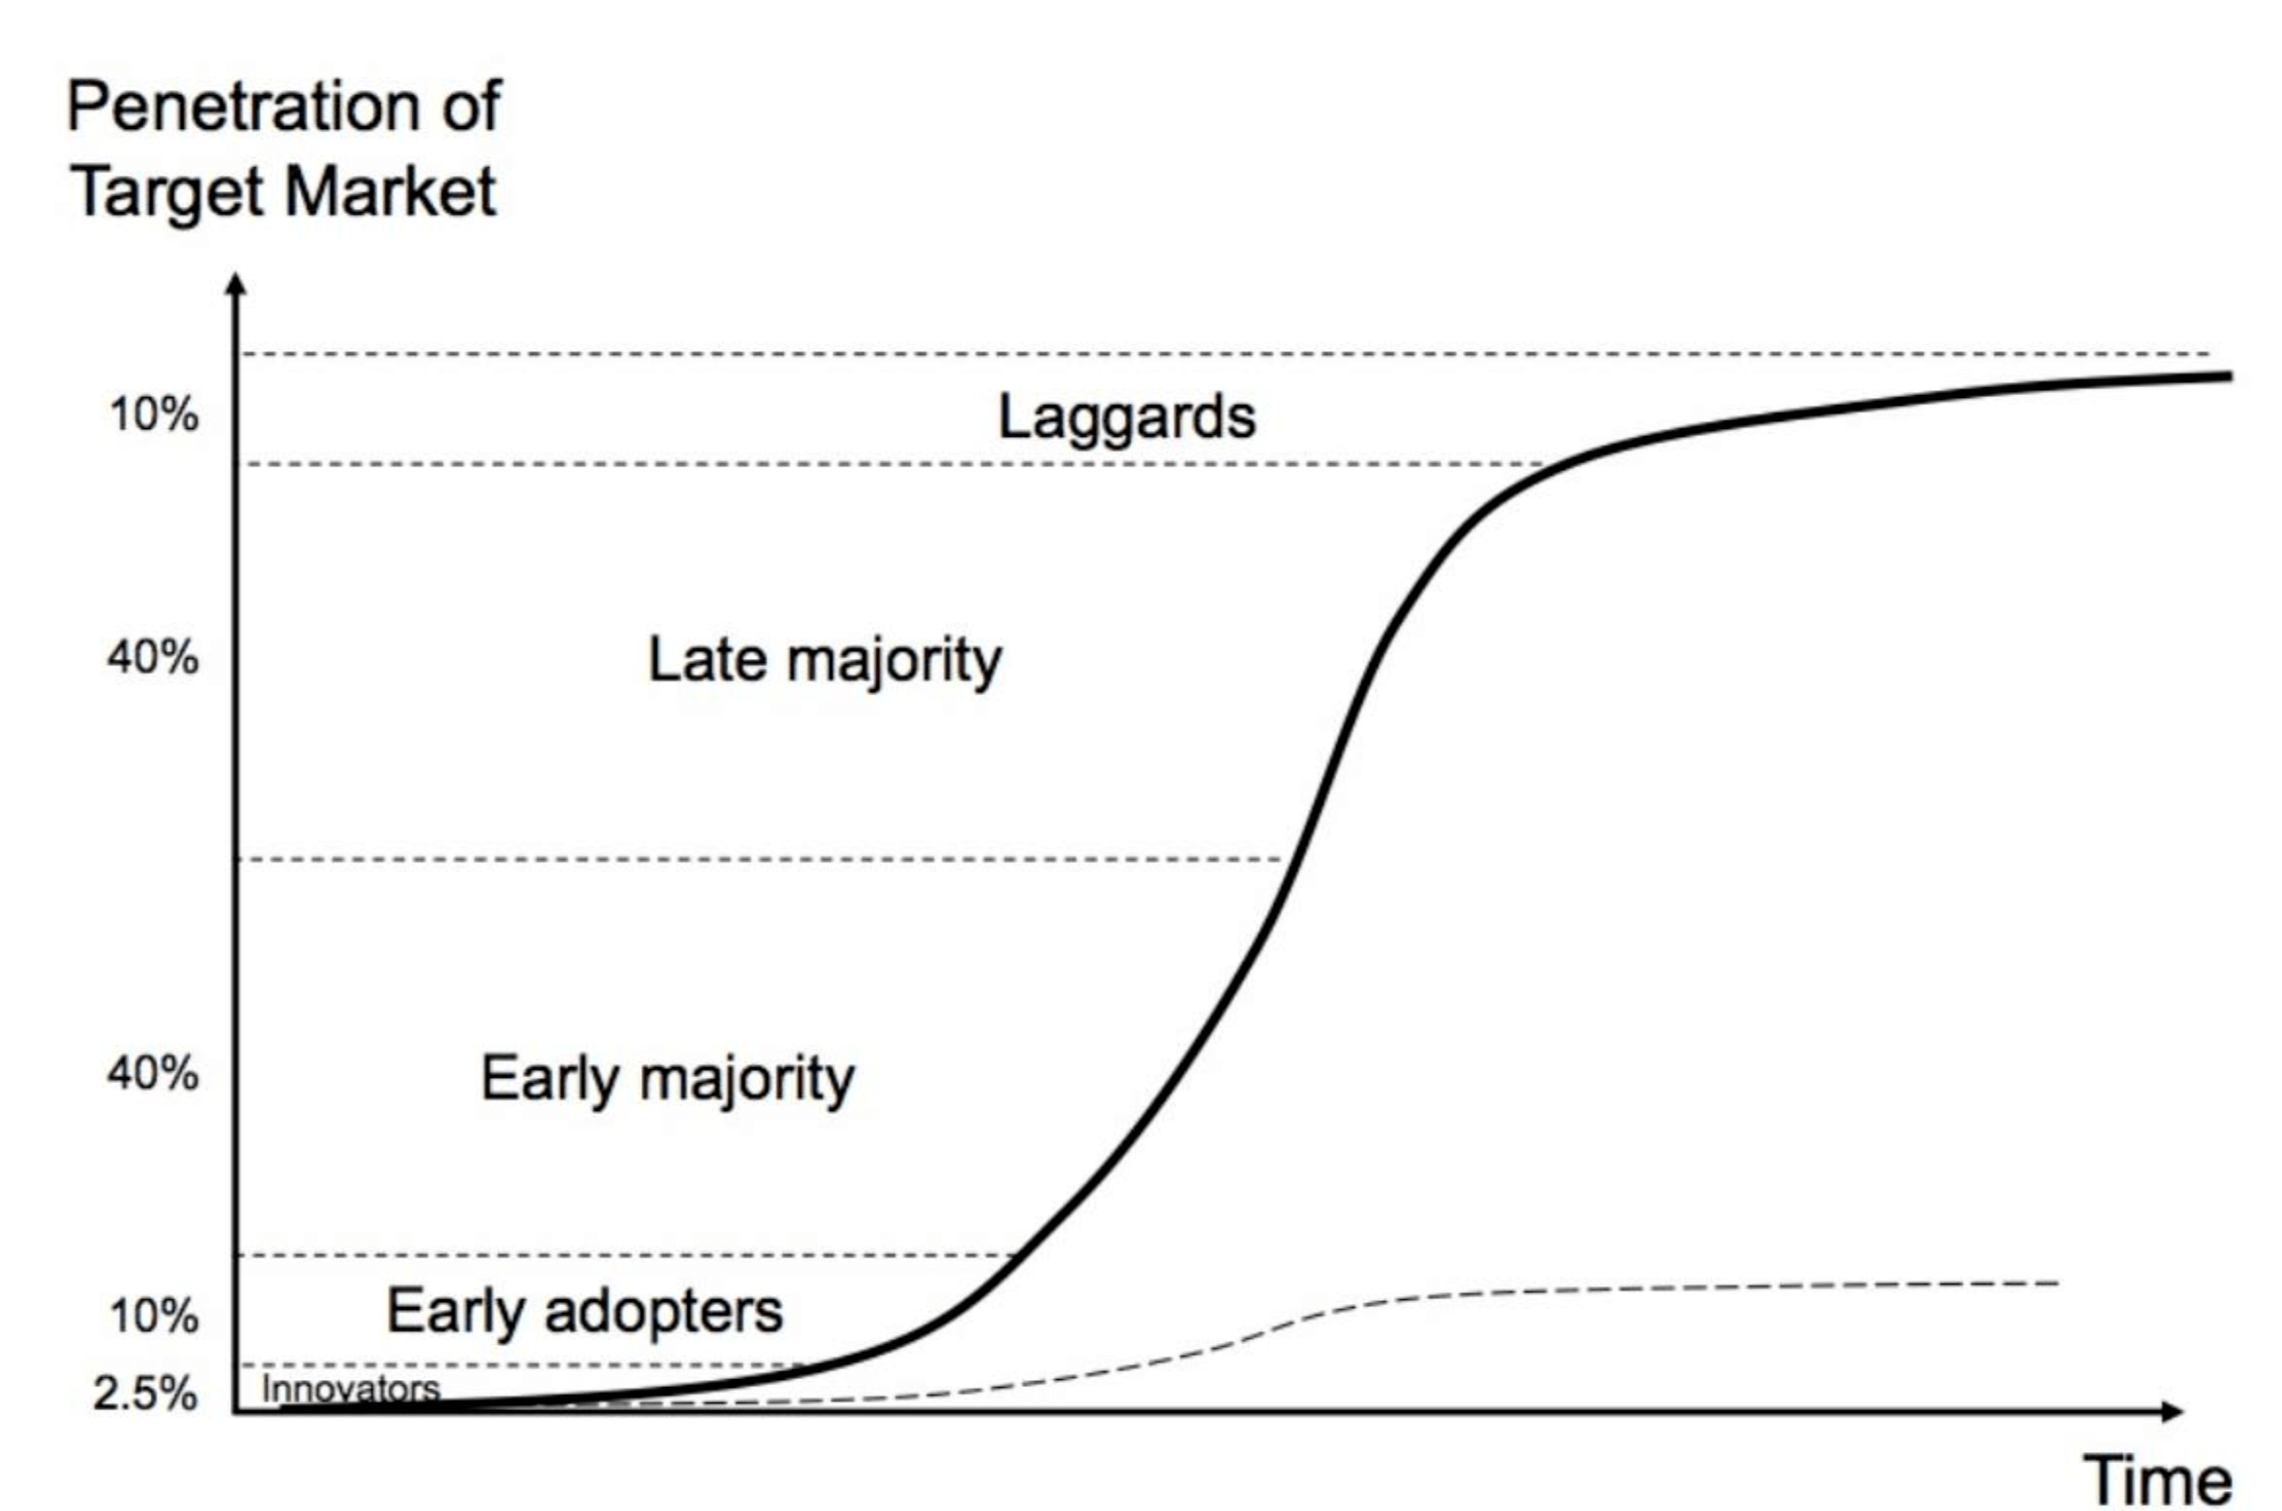 Penetration of
Target Market
10%
Laggards
40%
Late majority
40%
Early majority
10%
Early adopters
2.5%
Innovators
Time